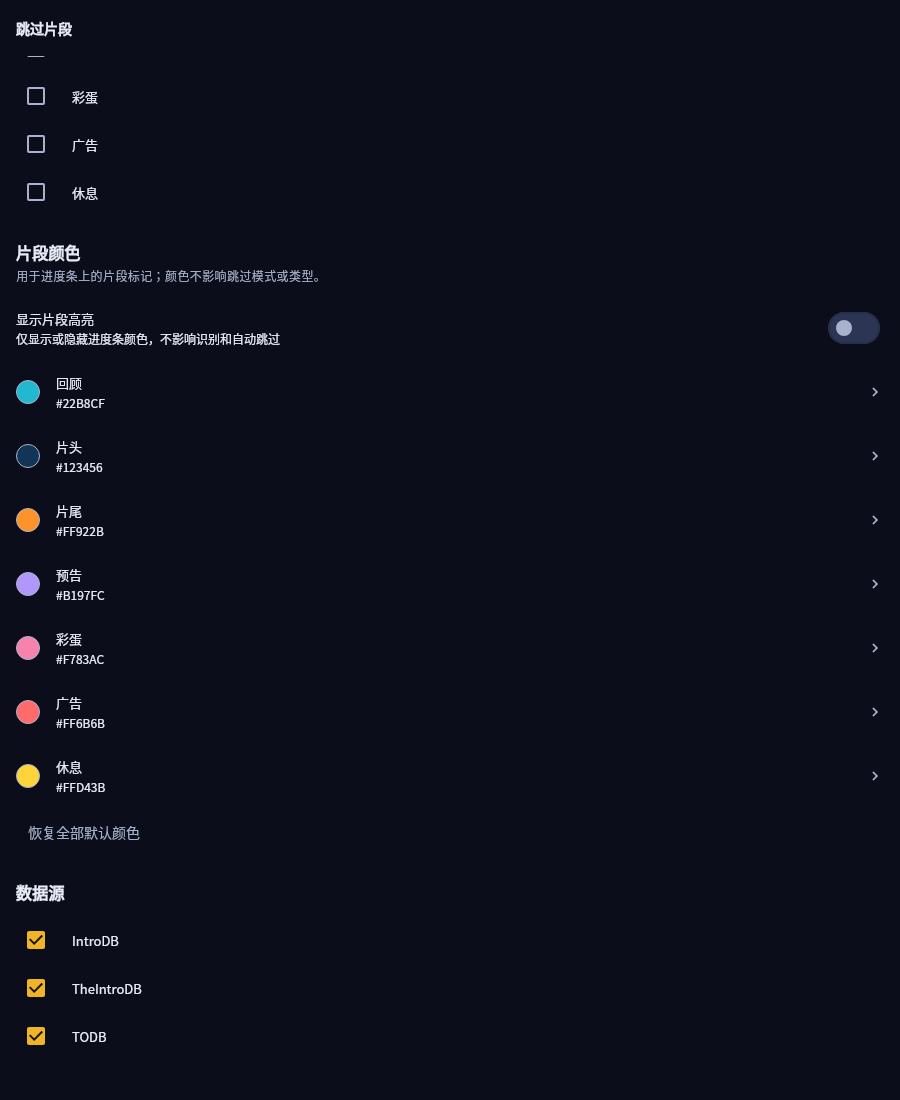 跳过片段
彩蛋
广告
休息
片段颜色
用于进度条上的片段标记；颜色不影响跳过模式或类型。
显示片段高亮
仅显示或隐藏进度条颜色，不影响识别和自动跳过
回顾
#22B8CF
片头
#123456
片尾
#FF922B
预告
#B197FC
彩蛋
#F783AC
广告
#FF6B6B
休息
#FFD43B
恢复全部默认颜色
数据源
IntroDB
TheIntroDB
TODB